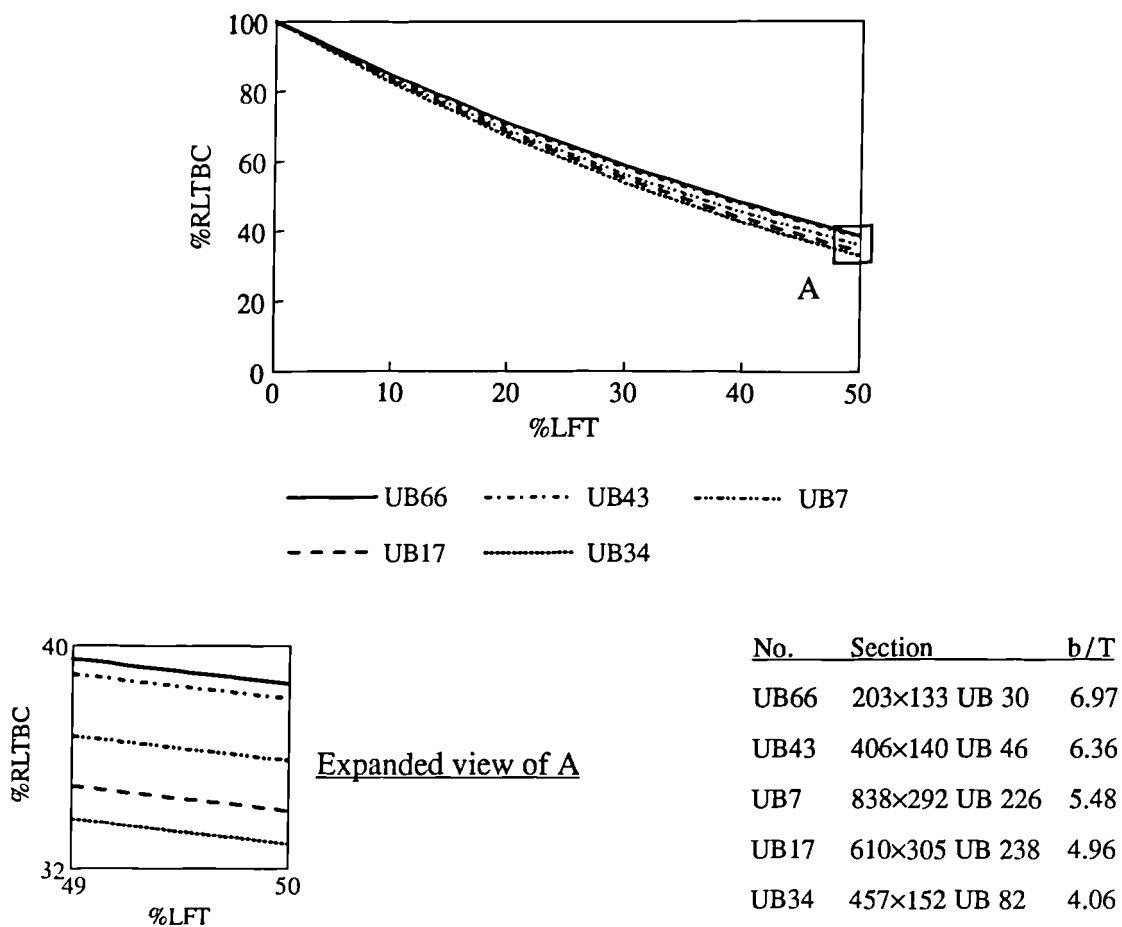 100
80
60
40
20
0
%RLTBC
0 10 20 30 40 50
%LFT
A
UB66 UB43 UB7
UB17 UB34
40
32
%RLTBC
49 50
%LFT
Expanded view of A
No. Section b/T
UB66 203×133 UB 30 6.97
UB43 406×140 UB 46 6.36
UB7 838×292 UB 226 5.48
UB17 610×305 UB 238 4.96
UB34 457×152 UB 82 4.06